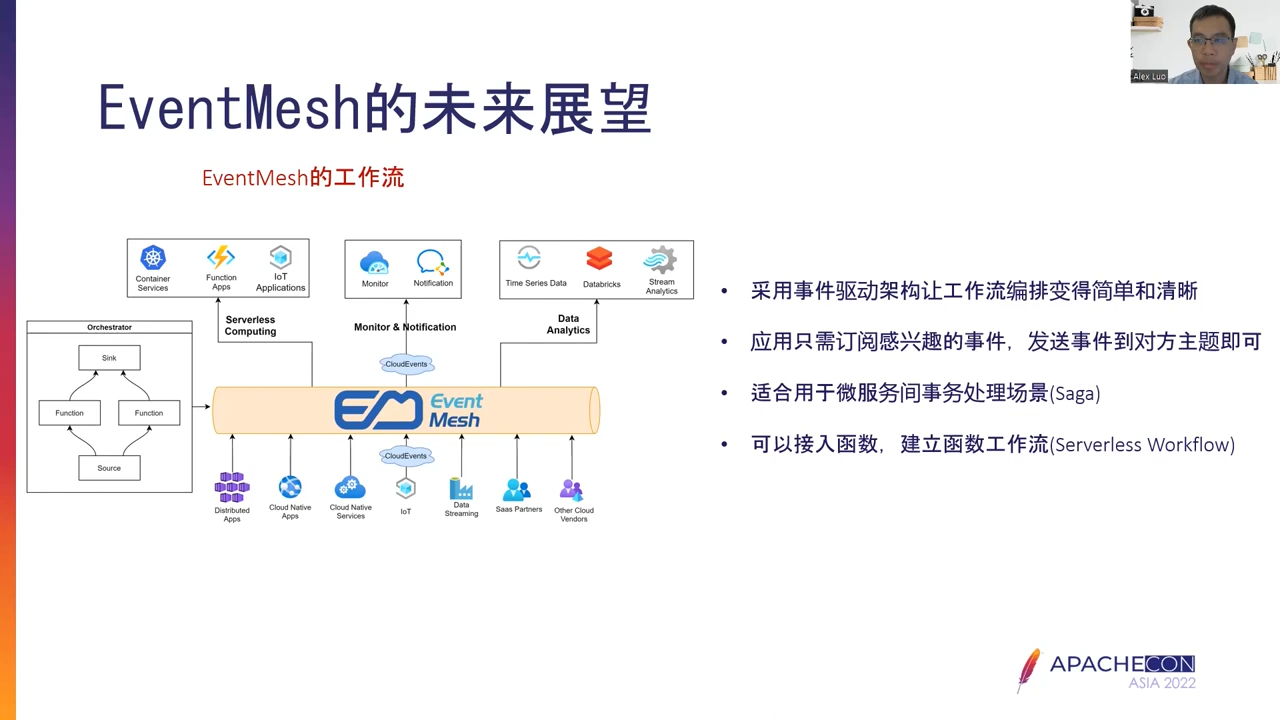 Alex Luo
EventMesh的未来展望
EventMesh的工作流
Container
Services
Function
Apps
IoT
Applications
Monitor
Notification
Time Series Data
Databricks
Stream
Analytics
Serverless
Computing
Monitor & Notification
Data
Analytics
CloudEvents
Orchestrator
Sink
Function
Function
Source
Event
Mesh
CloudEvents
Distributed
Apps
Cloud Native
Apps
Cloud Native
Services
IoT
Data
Streaming
Saas Partners
Other Cloud
Vendors
• 采用事件驱动架构让工作流编排变得简单和清晰
• 应用只需订阅感兴趣的事件，发送事件到对方主题即可
• 适合用于微服务间事务处理场景(Saga)
• 可以接入函数，建立函数工作流(Serverless Workflow)
APACHECON
ASIA 2022